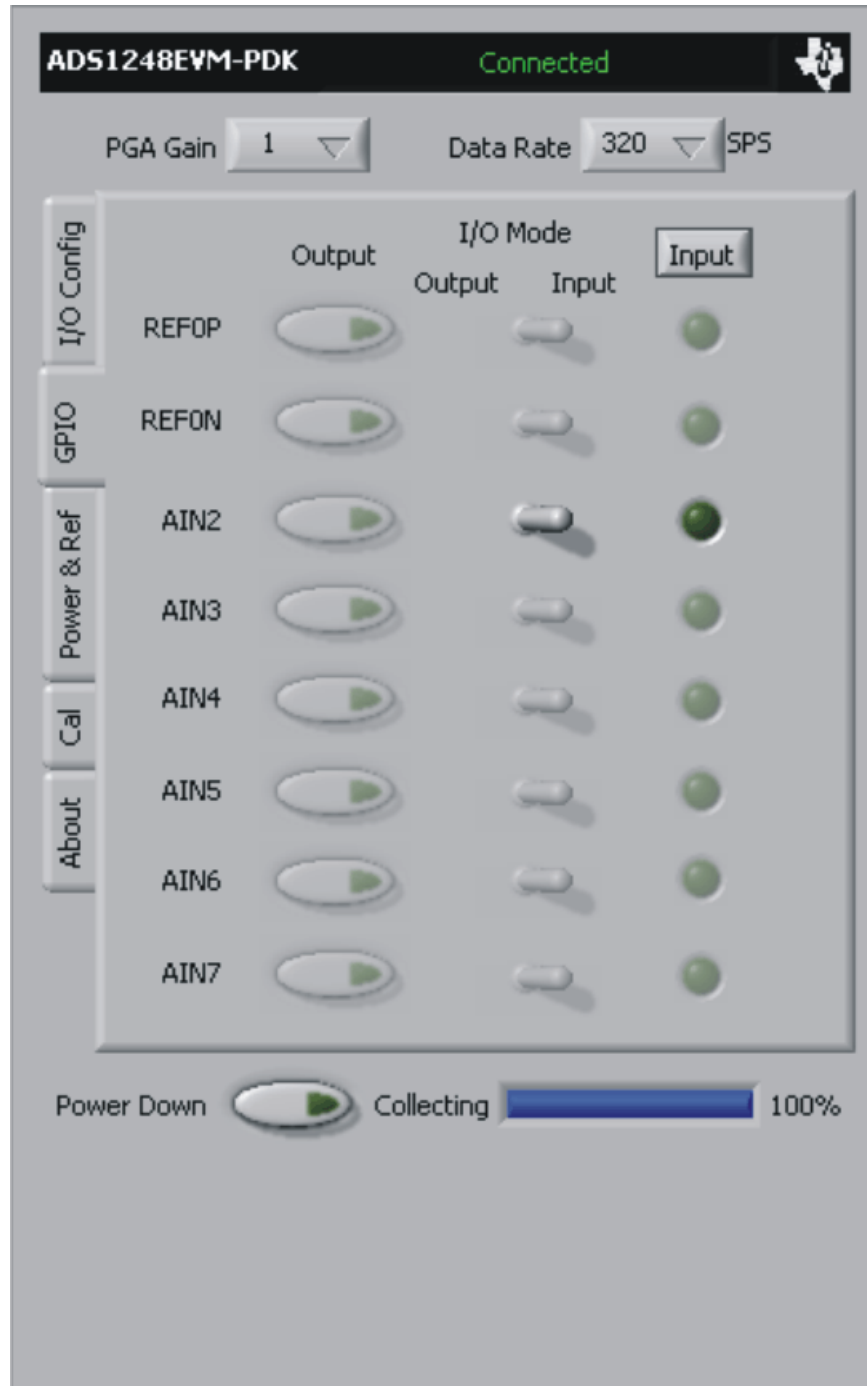 ADS1248EVM-PDK Connected
PGA Gain 1 Data Rate 320 SPS
I/O Config
GPIO
Power & Ref
Cal
About
Output I/O Mode Input
Output Input
REF0P
REF0N
AIN2
AIN3
AIN4
AIN5
AIN6
AIN7
Power Down Collecting 100%